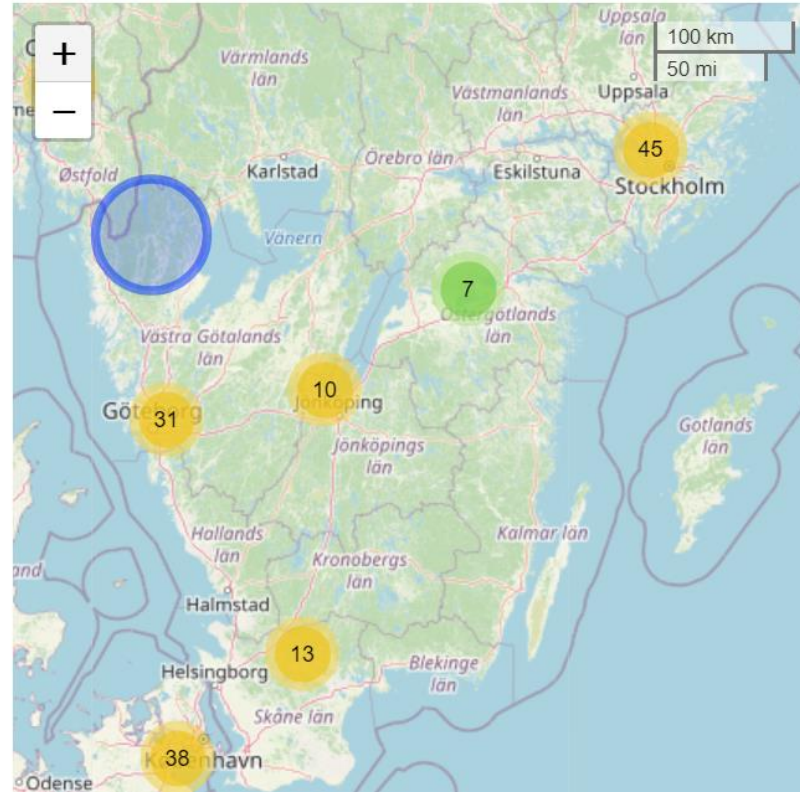 Uppsala
län
100 km
50 mi
+
−
Värmlands
län
Västmanlands
län
Uppsala
45
Örebro län
Østfold
Karlstad
Eskilstuna
Stockholm
Vänern
7
Östergötlands
län
Västra Götalands
län
10
Jönköping
Göteborg
31
Gotlands
län
Jönköpings
län
Hallands
län
Kalmar län
Kronobergs
län
Halmstad
13
Helsingborg
Blekinge
län
Skåne län
38
København
Odense